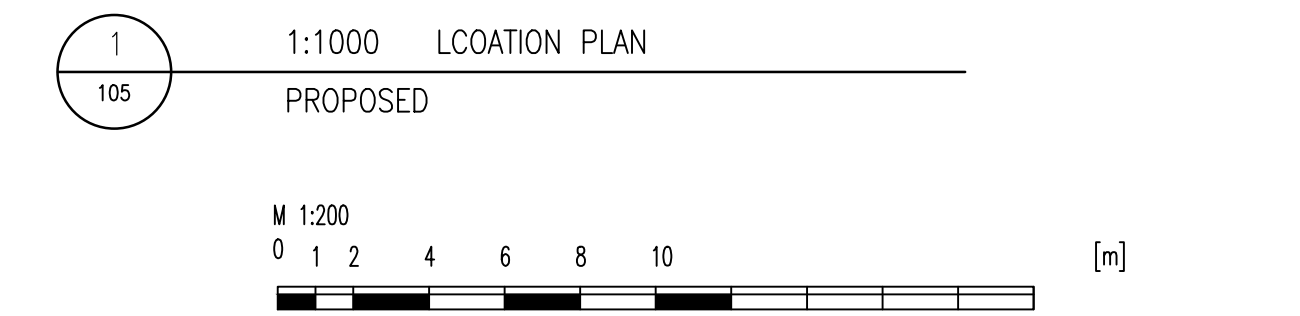 1
1:1000 LCOATION PLAN
105
PROPOSED
M 1:200
0 1 2 4 6 8 10 [m]